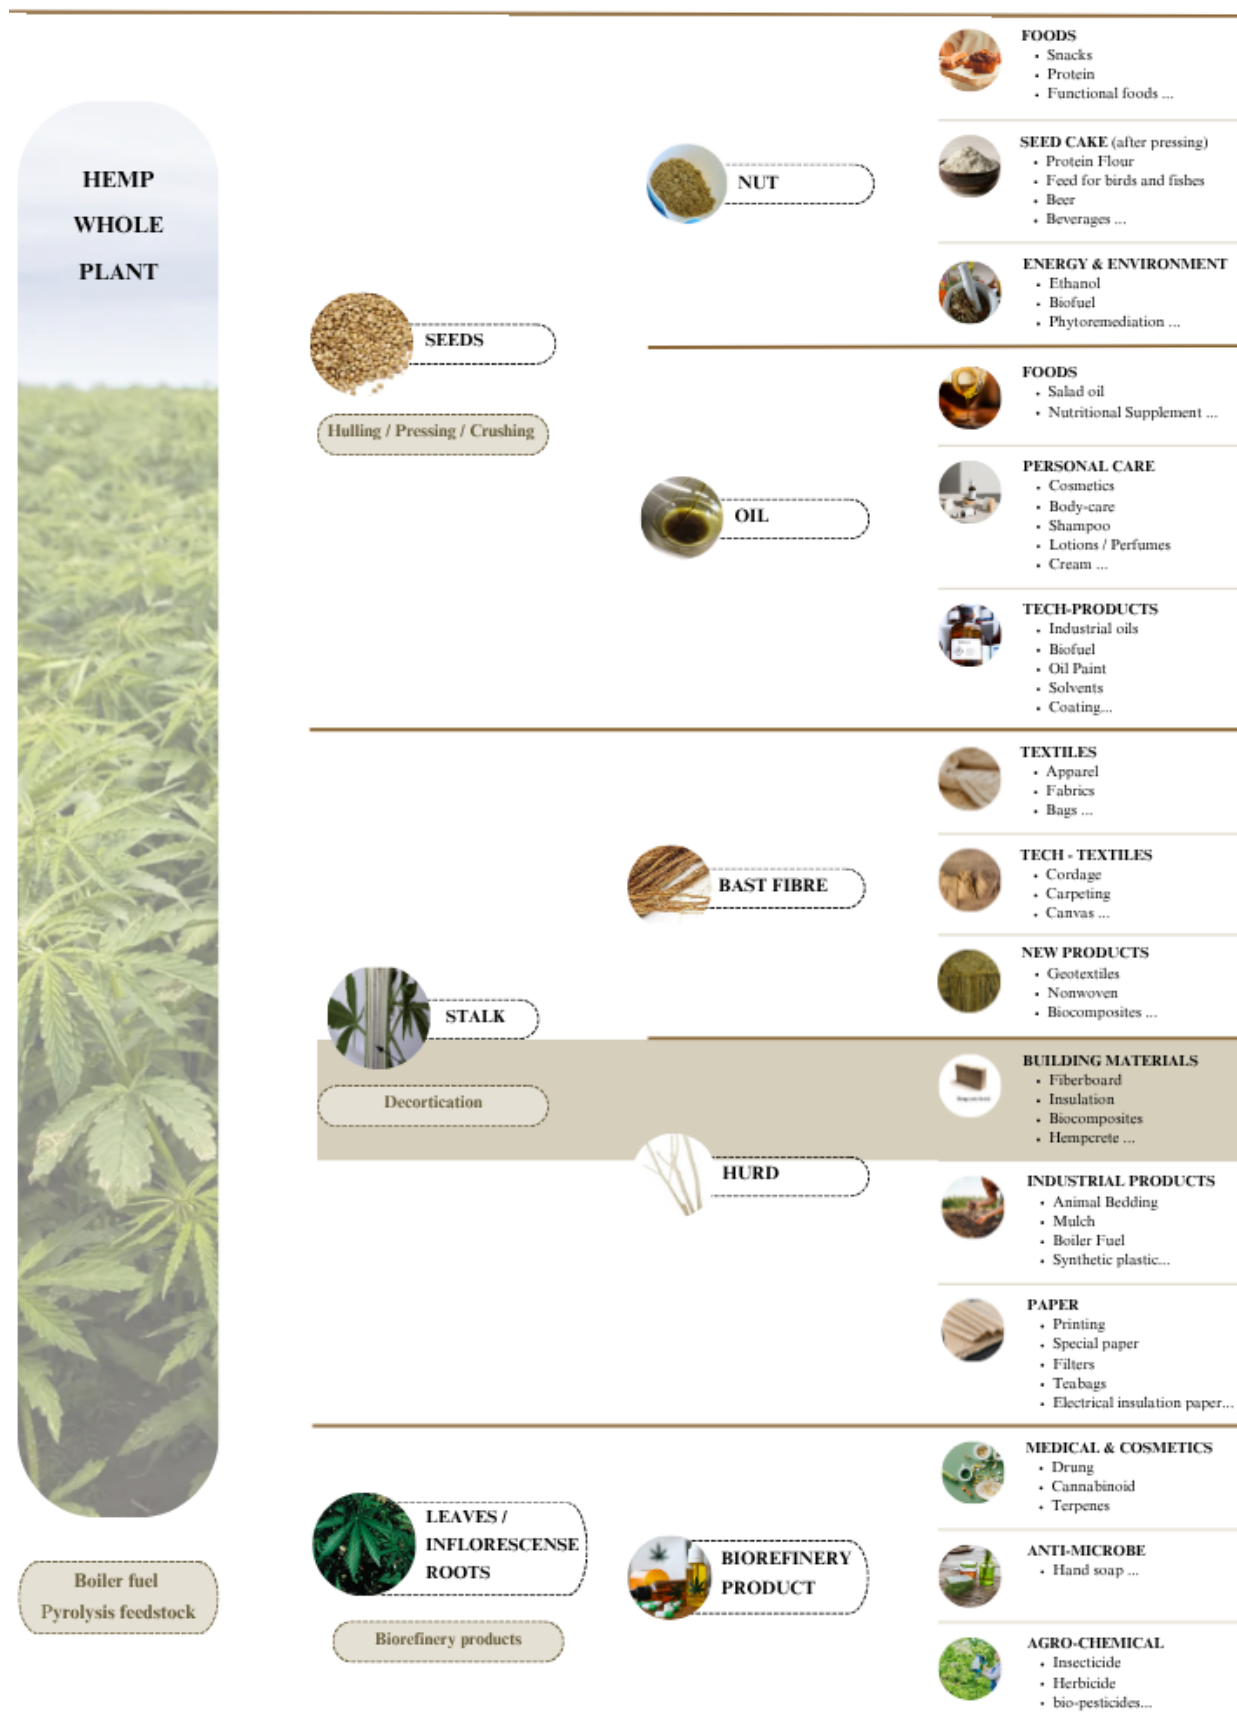 HEMP
WHOLE
PLANT
Boiler fuel
Pyrolysis feedstock
SEEDS
Hulling / Pressing / Crushing
NUT
FOODS
• Snacks
• Protein
• Functional foods ...
SEED CAKE (after pressing)
• Protein Flour
• Feed for birds and fishes
• Beer
• Beverages ...
ENERGY & ENVIRONMENT
• Ethanol
• Biofuel
• Phytoremediation ...
OIL
FOODS
• Salad oil
• Nutritional Supplement ...
PERSONAL CARE
• Cosmetics
• Body-care
• Shampoo
• Lotions / Perfumes
• Cream ...
TECH-PRODUCTS
• Industrial oils
• Biofuel
• Oil Paint
• Solvents
• Coating...
STALK
Decortication
BAST FIBRE
TEXTILES
• Apparel
• Fabrics
• Bags ...
TECH - TEXTILES
• Cordage
• Carpeting
• Canvas ...
NEW PRODUCTS
• Geotextiles
• Nonwoven
• Biocomposites ...
HURD
BUILDING MATERIALS
• Fiberboard
• Insulation
• Biocomposites
• Hempcrete ...
INDUSTRIAL PRODUCTS
• Animal Bedding
• Mulch
• Boiler Fuel
• Synthetic plastic...
PAPER
• Printing
• Special paper
• Filters
• Teabags
• Electrical insulation paper...
LEAVES /
INFLORESCENSE
ROOTS
Biorefinery products
BIOREFINERY
PRODUCT
MEDICAL & COSMETICS
• Drung
• Cannabinoid
• Terpenes
ANTI-MICROBE
• Hand soap ...
AGRO-CHEMICAL
• Insecticide
• Herbicide
• bio-pesticides...